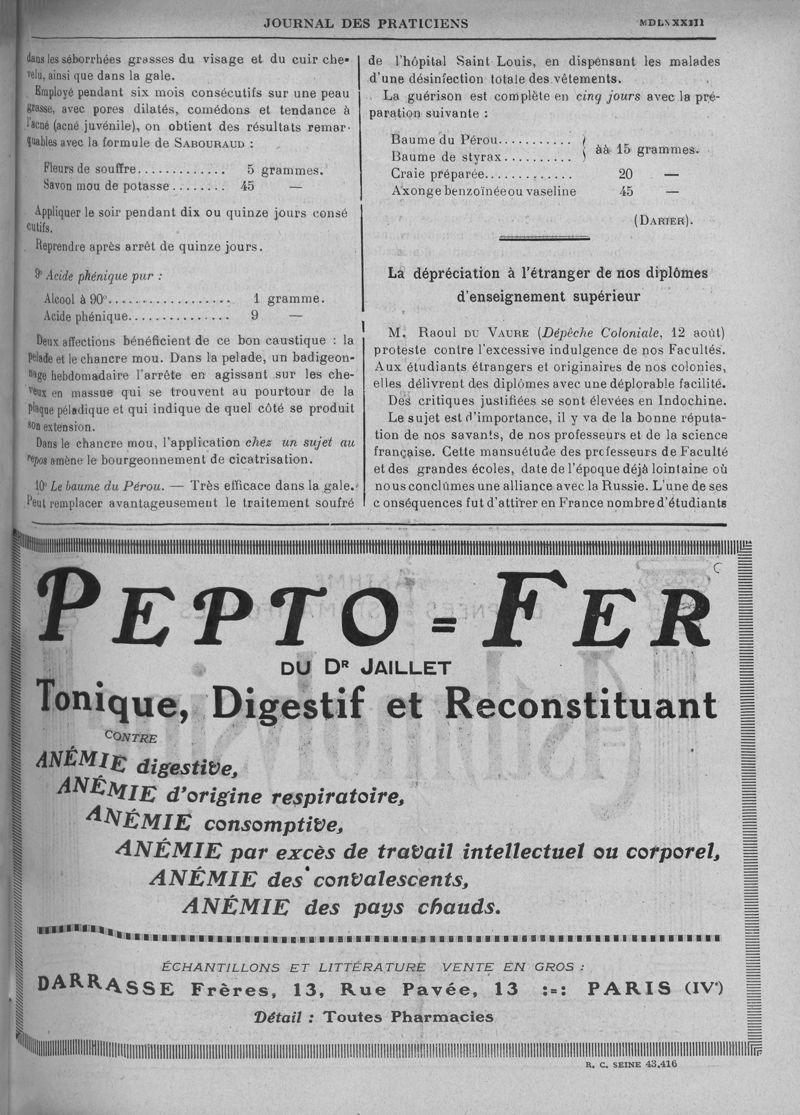 JOURNAL DES PRATICIENS
MDLXXIII
dans les séborrhées grasses du visage et du cuir che-
velu, ainsi que dans la gale.
Employé pendant six mois consécutifs sur une peau
grasse, avec pores dilatés, comédons et tendance à
l'acné (acné juvénile), on obtient des résultats remar-
quables avec la formule de SABOURAUD :
Fleurs de souffre............. 5 grammes.
Savon mou de potasse........ 45 —
Appliquer le soir pendant dix ou quinze jours consé
cutifs.
Reprendre après arrêt de quinze jours.
9° Acide phénique pur :
Alcool à 90°................... 1 gramme.
Acide phénique............... 9 —
Deux affections bénéficient de ce bon caustique : la
pelade et le chancre mou. Dans la pelade, un badigeon-
nage hebdomadaire l'arrête en agissant sur les che-
veux en massue qui se trouvent au pourtour de la
plaque péladique et qui indique de quel côté se produit
son extension.
Dans le chancre mou, l'application chez un sujet au
repos amène le bourgeonnement de cicatrisation.
10° Le baume du Pérou. — Très efficace dans la gale.
Peut remplacer avantageusement le traitement soufré
de l'hôpital Saint Louis, en dispensant les malades
d'une désinfection totale des vêtements.
La guérison est complète en cinq jours avec la pré-
paration suivante :
Baume du Pérou...........
Baume de styrax.......... àà 15 grammes.
Craie préparée............. 20 —
Axonge benzoïnée ou vaseline 45 —
(DARIER).
La dépréciation à l'étranger de nos diplômes
d'enseignement supérieur
M. Raoul DU VAURE (Dépêche Coloniale, 12 août)
proteste contre l'excessive indulgence de nos Facultés.
Aux étudiants étrangers et originaires de nos colonies,
elles délivrent des diplômes avec une déplorable facilité.
Des critiques justifiées se sont élevées en Indochine.
Le sujet est d'importance, il y va de la bonne réputa-
tion de nos savants, de nos professeurs et de la science
française. Cette mansuétude des professeurs de Faculté
et des grandes écoles, date de l'époque déjà lointaine où
nous conclûmes une alliance avec la Russie. L'une de ses
conséquences fut d'attirer en France nombre d'étudiants
C
PEPTO=FER
DU DR JAILLET
Tonique, Digestif et Reconstituant
CONTRE
ANÉMIE digestive,
ANÉMIE d'origine respiratoire,
ANÉMIE consomptive,
ANÉMIE par excès de travail intellectuel ou corporel,
ANÉMIE des convalescents,
ANÉMIE des pays chauds.
ÉCHANTILLONS ET LITTÉRATURE VENTE EN GROS :
DARRASSE Frères, 13, Rue Pavée, 13 :=: PARIS (IVe)
Détail : Toutes Pharmacies
R. C. SEINE 43,416